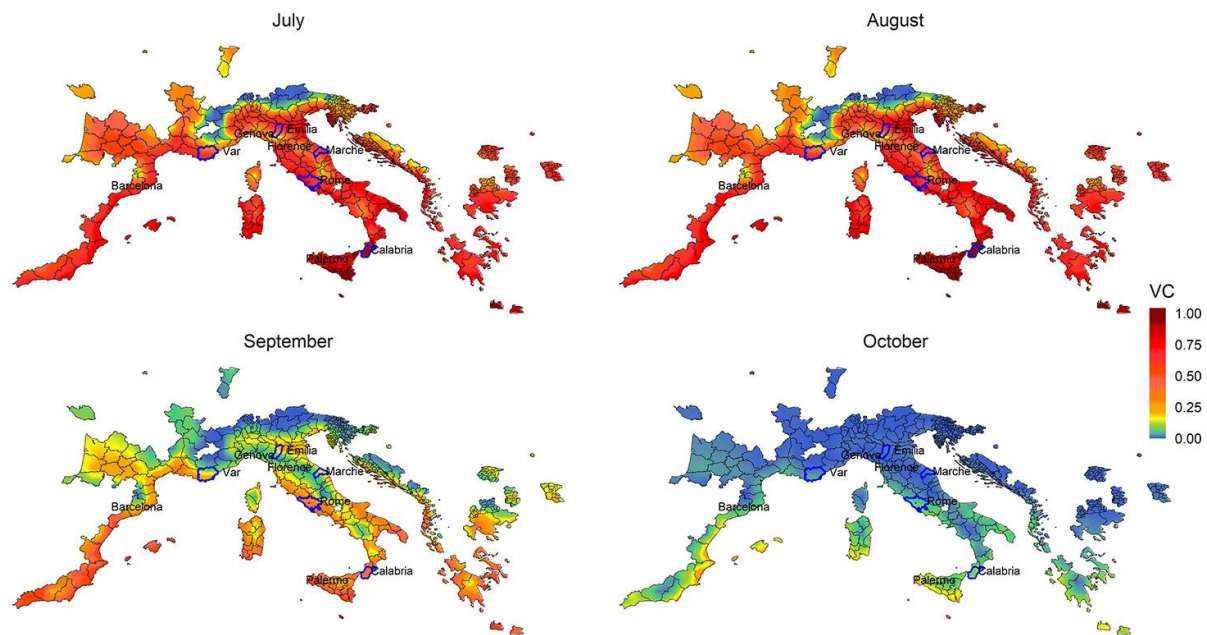 July
August
Genova
Emilia
Florence
Var
Marche
Barcelona
Rome
Palermo
Calabria
Genova
Emilia
Florence
Var
Marche
Barcelona
Rome
Palermo
Calabria
VC
1.00
0.75
0.50
0.25
0.00
September
October
Genova
Emilia
Florence
Var
Marche
Barcelona
Rome
Palermo
Calabria
Genova
Emilia
Florence
Var
Marche
Barcelona
Rome
Palermo
Calabria